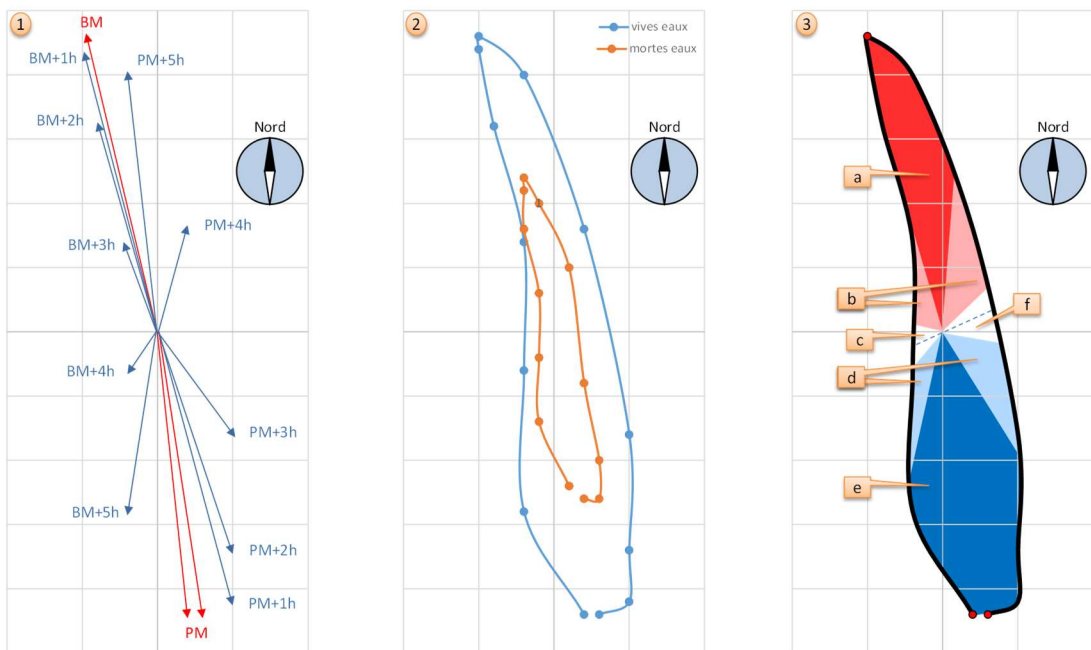 1
BM
BM+1h
PM+5h
BM+2h
Nord
PM+4h
BM+3h
BM+4h
PM+3h
BM+5h
PM+2h
PM+1h
PM
2
vives eaux
mortes eaux
Nord
1
3
Nord
a
b
f
c
d
e